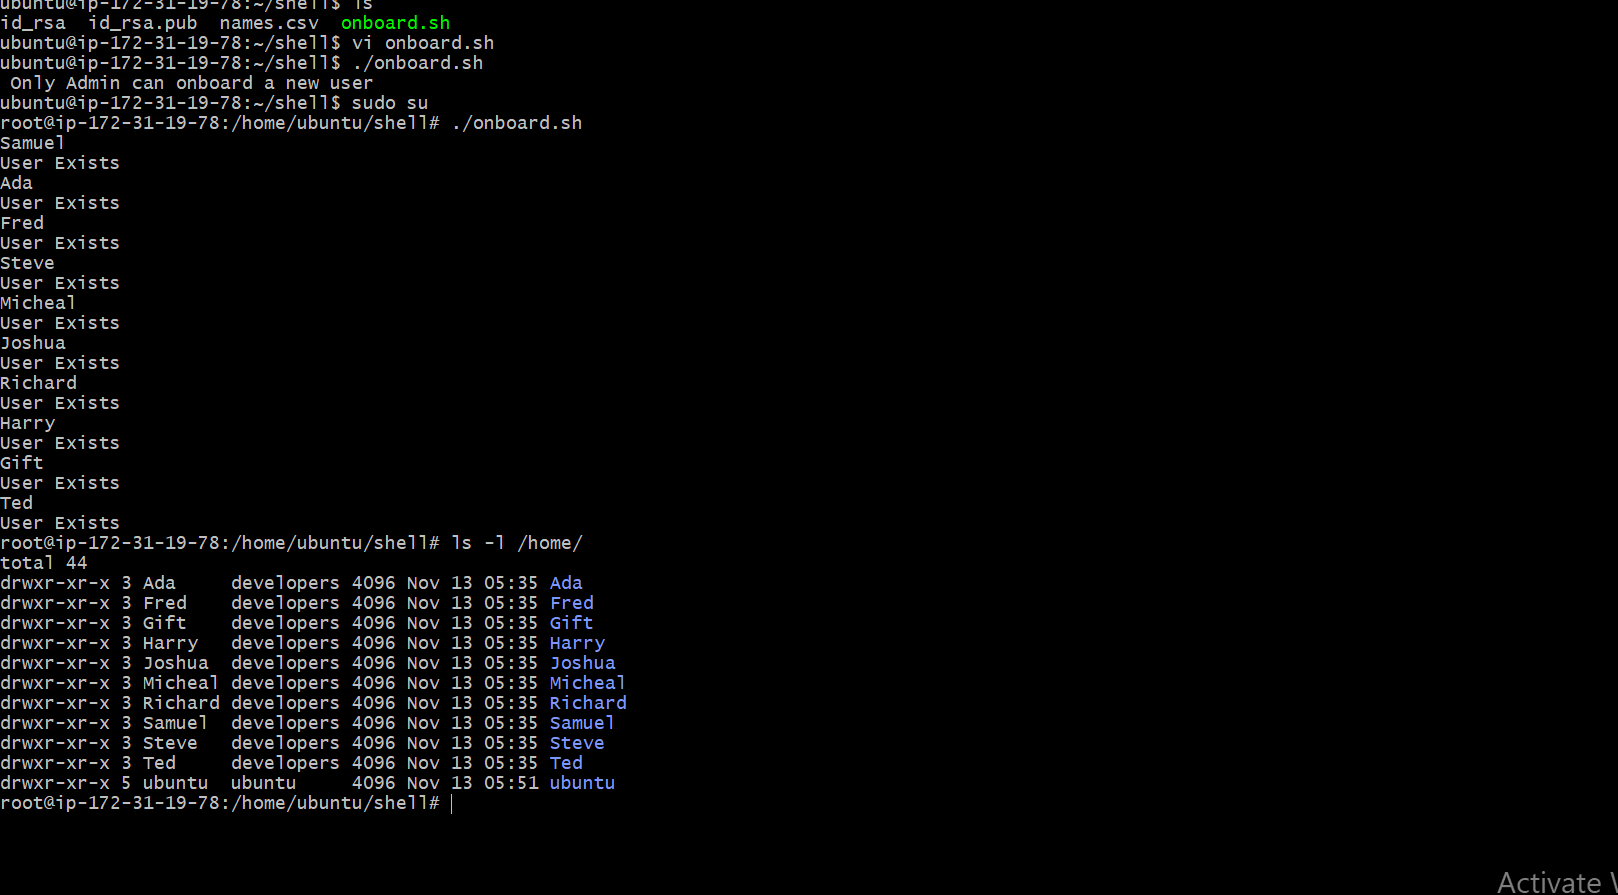 ubuntu@ip-172-31-19-78:~/shell$ ls
id_rsa  id_rsa.pub  names.csv  onboard.sh
ubuntu@ip-172-31-19-78:~/shell$ vi onboard.sh
ubuntu@ip-172-31-19-78:~/shell$ ./onboard.sh
 Only Admin can onboard a new user
ubuntu@ip-172-31-19-78:~/shell$ sudo su
root@ip-172-31-19-78:/home/ubuntu/shell# ./onboard.sh
Samuel
User Exists
Ada
User Exists
Fred
User Exists
Steve
User Exists
Micheal
User Exists
Joshua
User Exists
Richard
User Exists
Harry
User Exists
Gift
User Exists
Ted
User Exists
root@ip-172-31-19-78:/home/ubuntu/shell# ls -l /home/
total 44
drwxr-xr-x 3 Ada     developers 4096 Nov 13 05:35 Ada
drwxr-xr-x 3 Fred    developers 4096 Nov 13 05:35 Fred
drwxr-xr-x 3 Gift    developers 4096 Nov 13 05:35 Gift
drwxr-xr-x 3 Harry   developers 4096 Nov 13 05:35 Harry
drwxr-xr-x 3 Joshua  developers 4096 Nov 13 05:35 Joshua
drwxr-xr-x 3 Micheal developers 4096 Nov 13 05:35 Micheal
drwxr-xr-x 3 Richard developers 4096 Nov 13 05:35 Richard
drwxr-xr-x 3 Samuel  developers 4096 Nov 13 05:35 Samuel
drwxr-xr-x 3 Steve   developers 4096 Nov 13 05:35 Steve
drwxr-xr-x 3 Ted     developers 4096 Nov 13 05:35 Ted
drwxr-xr-x 5 ubuntu  ubuntu     4096 Nov 13 05:51 ubuntu
root@ip-172-31-19-78:/home/ubuntu/shell#
Activate